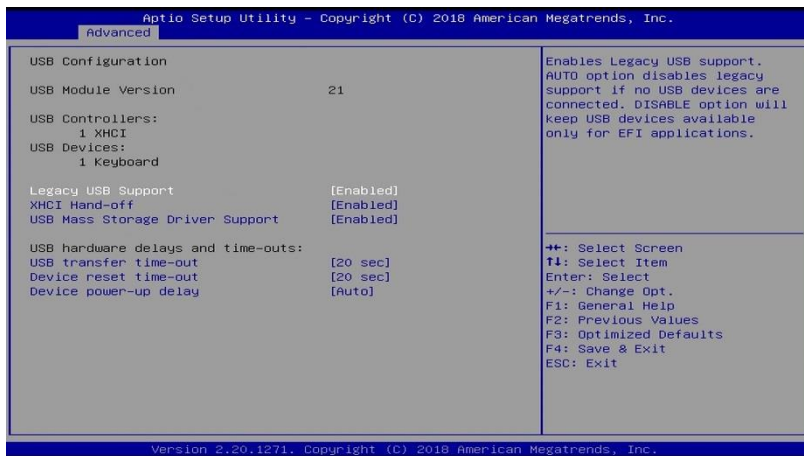 Aptio Setup Utility – Copyright (C) 2018 American Megatrends, Inc.
Advanced
USB Configuration
USB Module Version 21
USB Controllers:
1 XHCI
USB Devices:
1 Keyboard
Legacy USB Support [Enabled]
XHCI Hand-off [Enabled]
USB Mass Storage Driver Support [Enabled]
USB hardware delays and time-outs:
USB transfer time-out [20 sec]
Device reset time-out [20 sec]
Device power-up delay [Auto]
Enables Legacy USB support.
AUTO option disables legacy
support if no USB devices are
connected. DISABLE option will
keep USB devices available
only for EFI applications.
→←: Select Screen
↑↓: Select Item
Enter: Select
+/-: Change Opt.
F1: General Help
F2: Previous Values
F3: Optimized Defaults
F4: Save & Exit
ESC: Exit
Version 2.20.1271. Copyright (C) 2018 American Megatrends, Inc.